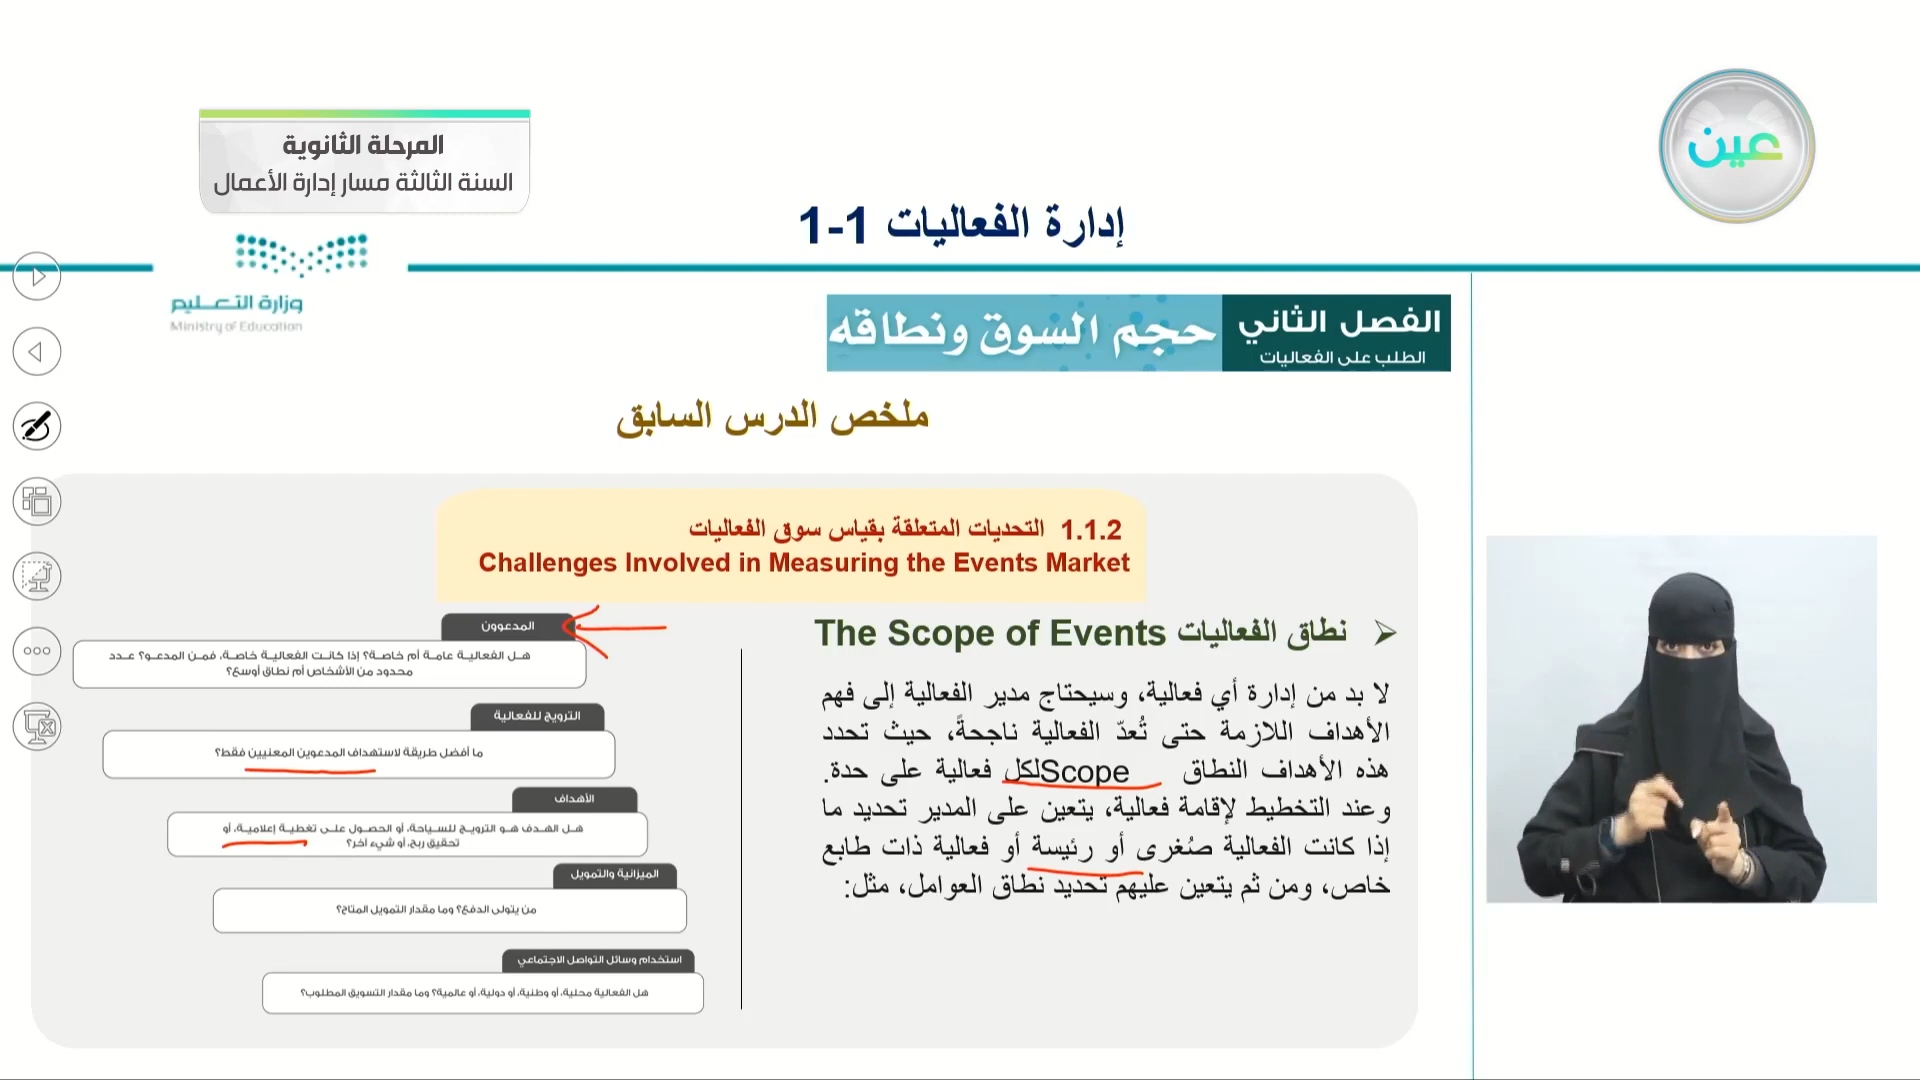 المرحلة الثانوية
السنة الثالثة مسار إدارة الأعمال
عين
إدارة الفعاليات 1-1
وزارة التعليم
Ministry of Education
الفصل الثاني
الطلب على الفعاليات
حجم السوق ونطاقه
ملخص الدرس السابق
1.1.2 التحديات المتعلقة بقياس سوق الفعاليات
Challenges Involved in Measuring the Events Market
نطاق الفعاليات The Scope of Events
لا بد من إدارة أي فعالية، وسيحتاج مدير الفعالية إلى فهم
الأهداف اللازمة حتى تُعدّ الفعالية ناجحةً، حيث تحدد
هذه الأهداف النطاق Scopeلكل فعالية على حدة.
وعند التخطيط لإقامة فعالية، يتعين على المدير تحديد ما
إذا كانت الفعالية صُغرى أو رئيسة أو فعالية ذات طابع
خاص، ومن ثم يتعين عليهم تحديد نطاق العوامل، مثل:
المدعوون
هل الفعالية عامة أم خاصة؟ إذا كانت الفعالية خاصة، فمن المدعو؟ عدد
محدود من الأشخاص أم نطاق أوسع؟
الترويج للفعالية
ما أفضل طريقة لاستهداف المدعوين المعنيين فقط؟
الأهداف
هل الهدف هو الترويج للسياحة، أو الحصول على تغطية إعلامية، أو
تحقيق ربح، أو شيء آخر؟
الميزانية والتمويل
من يتولى الدفع؟ وما مقدار التمويل المتاح؟
استخدام وسائل التواصل الاجتماعي
هل الفعالية محلية، أو وطنية، أو دولية، أو عالمية؟ وما مقدار التسويق المطلوب؟